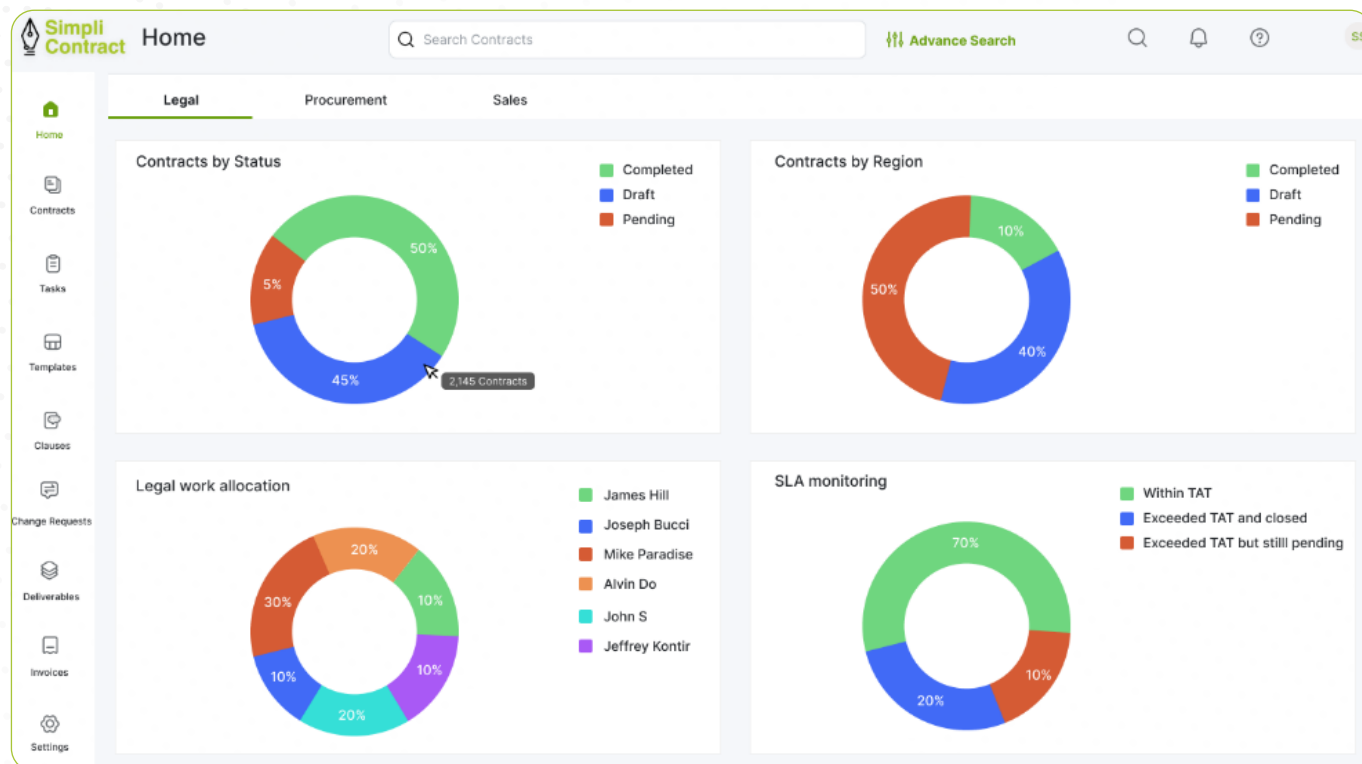 Simpli
Contract
Home
Search Contracts
Advance Search
SS
Home
Contracts
Tasks
Templates
Clauses
Change Requests
Deliverables
Invoices
Settings
Legal
Procurement
Sales
Contracts by Status
Completed
Draft
Pending
50%
5%
45%
2,145 Contracts
Contracts by Region
Completed
Draft
Pending
10%
50%
40%
Legal work allocation
James Hill
Joseph Bucci
Mike Paradise
Alvin Do
John S
Jeffrey Kontir
20%
30%
10%
10%
10%
20%
SLA monitoring
Within TAT
Exceeded TAT and closed
Exceeded TAT but stilll pending
70%
10%
20%